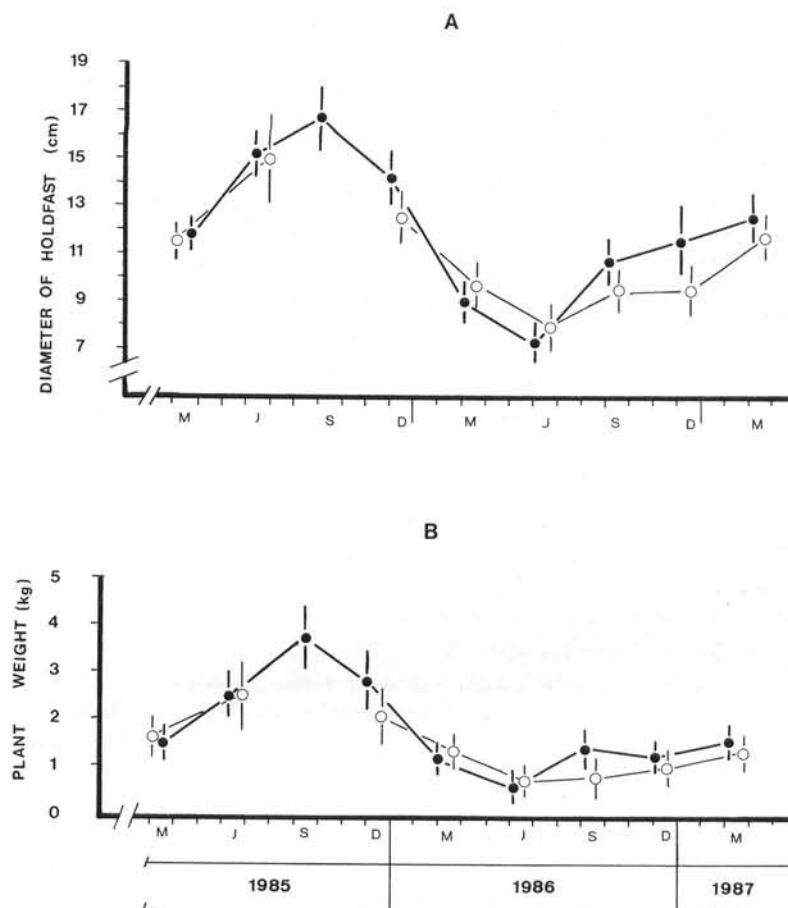 A
19
17
15
13
11
9
7
DIAMETER OF HOLDFAST (cm)
M J S D M J S D M
B
5
4
3
2
1
0
PLANT WEIGHT (kg)
M J S D M J S D M
1985 1986 1987